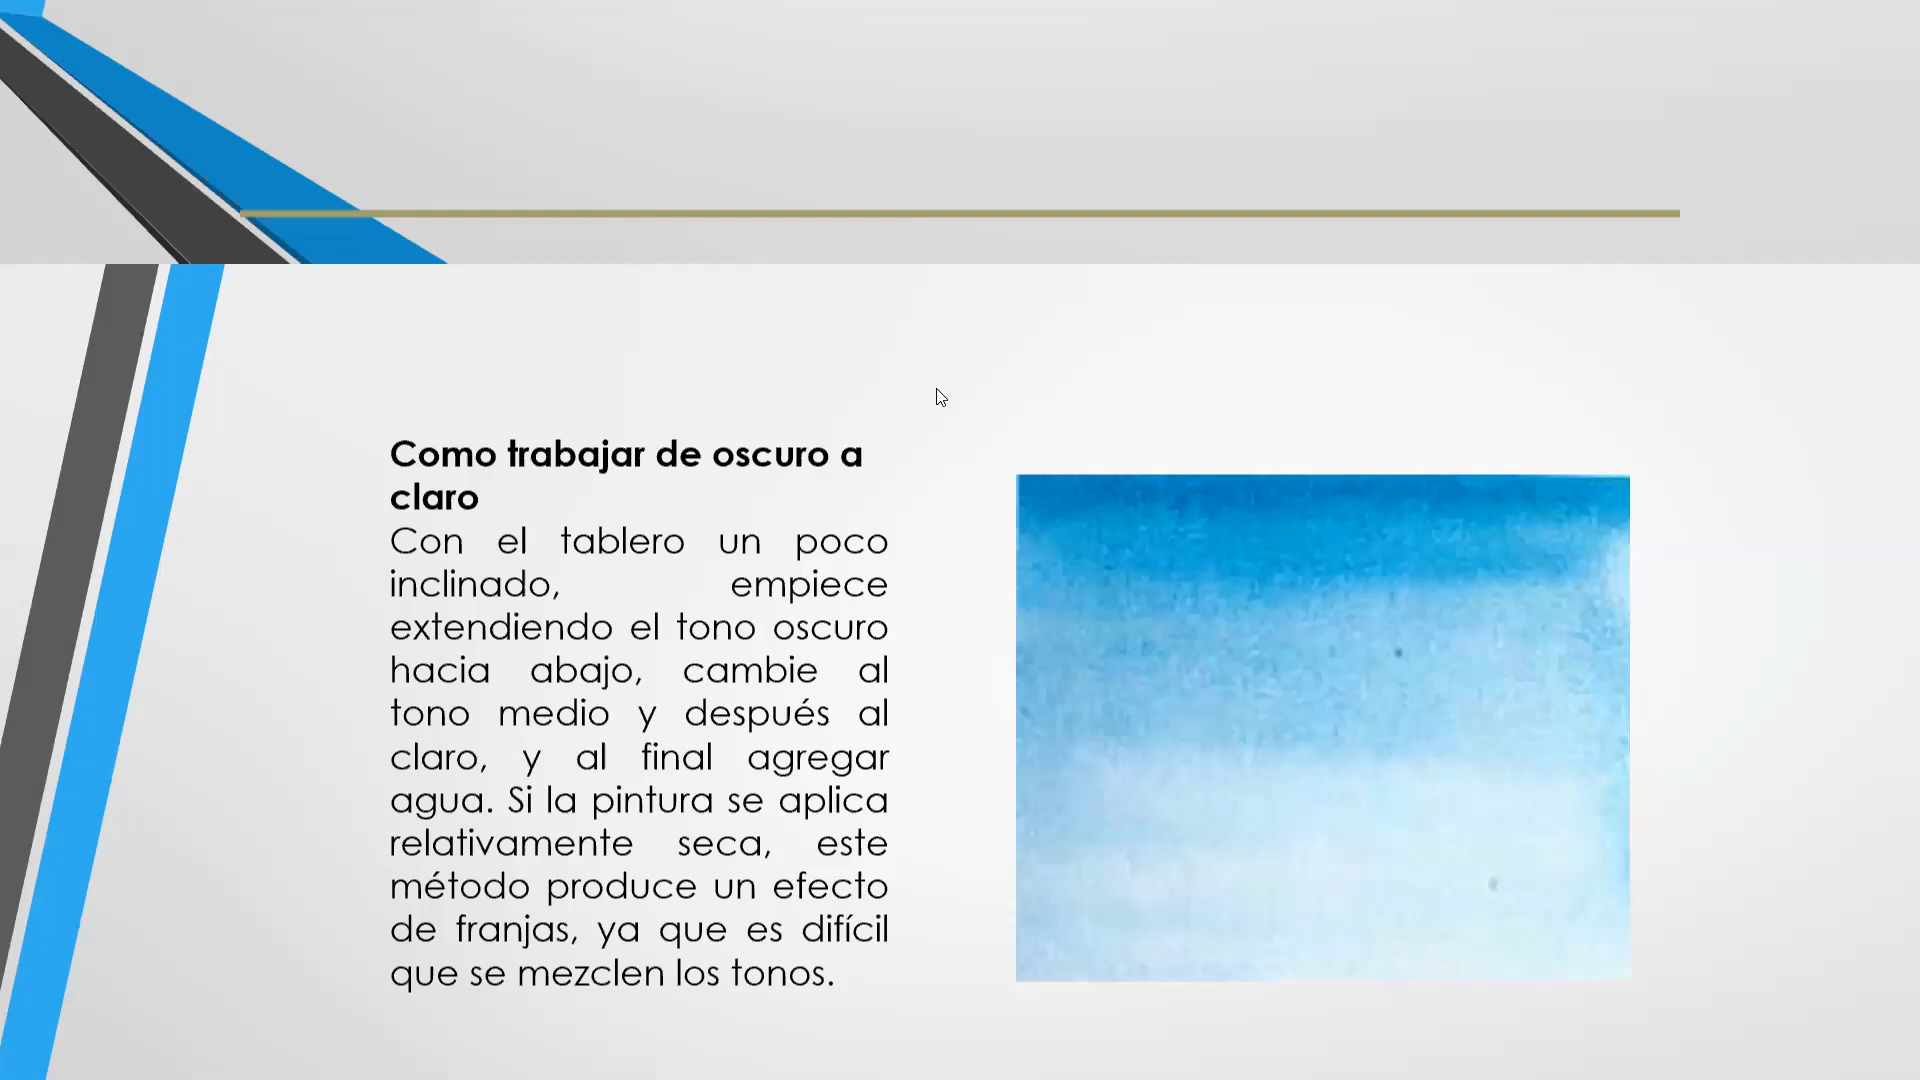 Como trabajar de oscuro a
claro
Con el tablero un poco
inclinado, empiece
extendiendo el tono oscuro
hacia abajo, cambie al
tono medio y después al
claro, y al final agregar
agua. Si la pintura se aplica
relativamente seca, este
método produce un efecto
de franjas, ya que es difícil
que se mezclen los tonos.